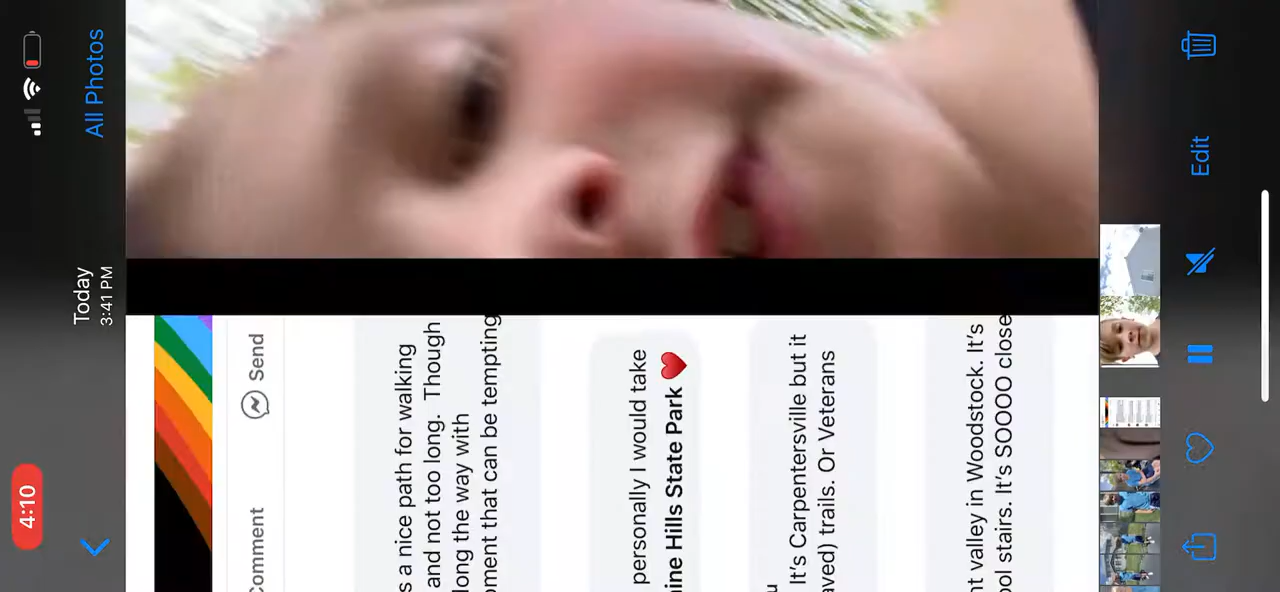 4:10
Today
3:41 PM
All Photos
Comment
Send
s a nice path for walking
and not too long. Though
long the way with
ment that can be tempting
personally I would take
ine Hills State Park ❤️
It's Carpentersville but it
aved) trails. Or Veterans
nt valley in Woodstock. It's
ol stairs. It's SOOOO close
Edit